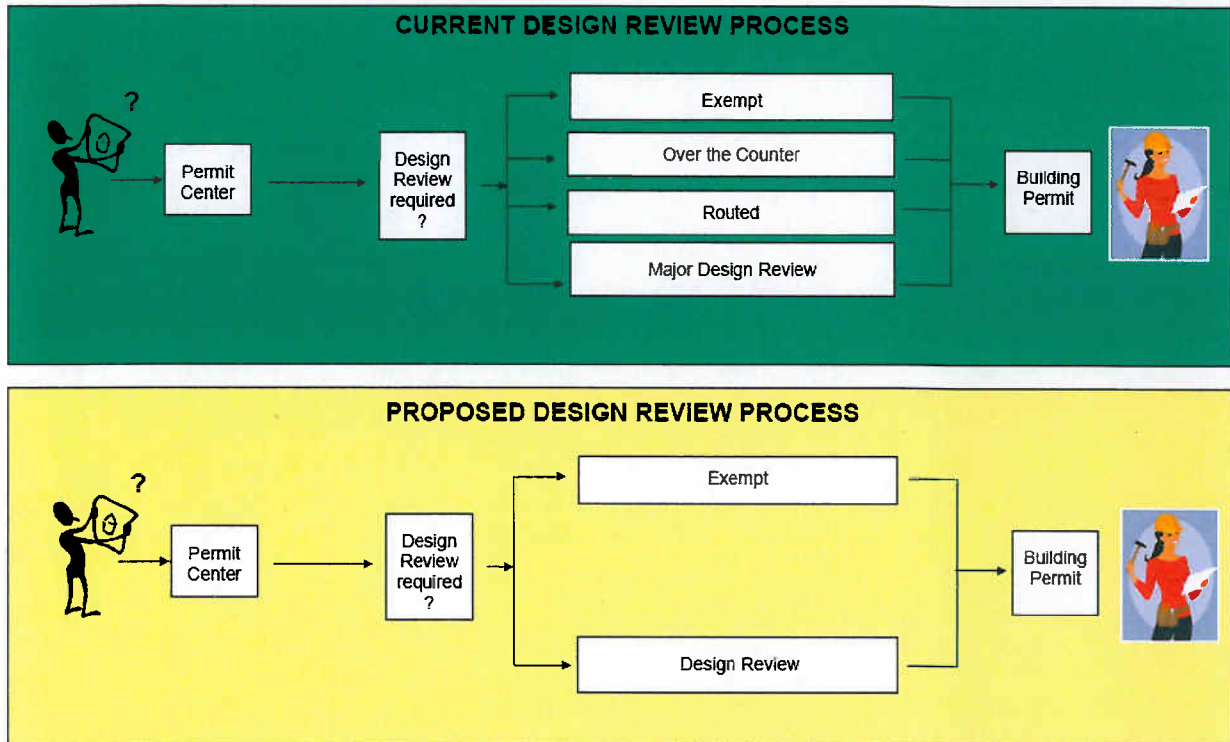 CURRENT DESIGN REVIEW PROCESS
?
Permit
Center
Design
Review
required
?
Exempt
Over the Counter
Routed
Major Design Review
Building
Permit
PROPOSED DESIGN REVIEW PROCESS
?
Permit
Center
Design
Review
required
?
Exempt
Design Review
Building
Permit